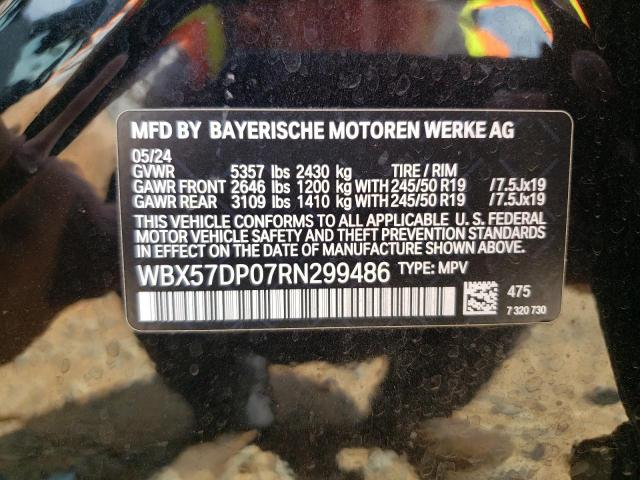 MFD BY BAYERISCHE MOTOREN WERKE AG
05/24
GVWR 5357 lbs 2430 kg TIRE / RIM
GAWR FRONT 2646 lbs 1200 kg WITH 245/50 R19 /7.5Jx19
GAWR REAR 3109 lbs 1410 kg WITH 245/50 R19 /7.5Jx19
THIS VEHICLE CONFORMS TO ALL APPLICABLE U. S. FEDERAL
MOTOR VEHICLE SAFETY AND THEFT PREVENTION STANDARDS
IN EFFECT ON THE DATE OF MANUFACTURE SHOWN ABOVE.
WBX57DP07RN299486 TYPE: MPV
475
7 320 730